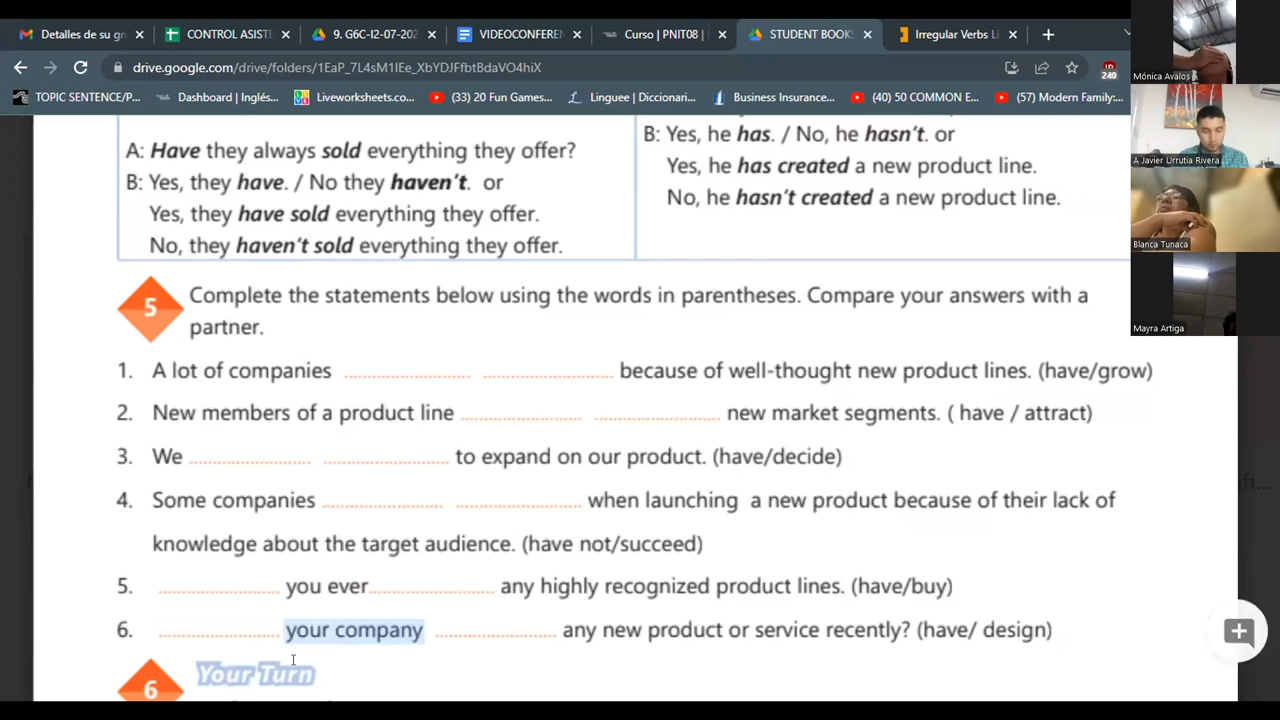 Detalles de su gru
CONTROL ASISTE
9. G6C-I2-07-202
VIDEOCONFEREN
Curso | PNIT08 |
STUDENT BOOKS
Irregular Verbs Li
drive.google.com/drive/folders/1EaP_7L4sM1IEe_XbYDJFfbtBdaVO4hiX
249
TOPIC SENTENCE/P...
Dashboard | Inglés...
Liveworksheets.co...
(33) 20 Fun Games...
Linguee | Diccionari...
Business Insurance...
(40) 50 COMMON E...
(57) Modern Family:...
A: Have they always sold everything they offer?
B: Yes, they have. / No they haven't. or
Yes, they have sold everything they offer.
No, they haven't sold everything they offer.
B: Yes, he has. / No, he hasn't. or
Yes, he has created a new product line.
No, he hasn't created a new product line.
5
Complete the statements below using the words in parentheses. Compare your answers with a
partner.
1. A lot of companies ........................ ........................ because of well-thought new product lines. (have/grow)
2. New members of a product line ........................ ........................ new market segments. ( have / attract)
3. We ........................ ........................ to expand on our product. (have/decide)
4. Some companies ........................ ........................ when launching a new product because of their lack of
knowledge about the target audience. (have not/succeed)
5. ........................ you ever........................ any highly recognized product lines. (have/buy)
6. ........................ your company ........................ any new product or service recently? (have/ design)
6
Your Turn
Mónica Avalos
A Javier Urrutia Rivera
Blanca Tunaca
Mayra Artiga